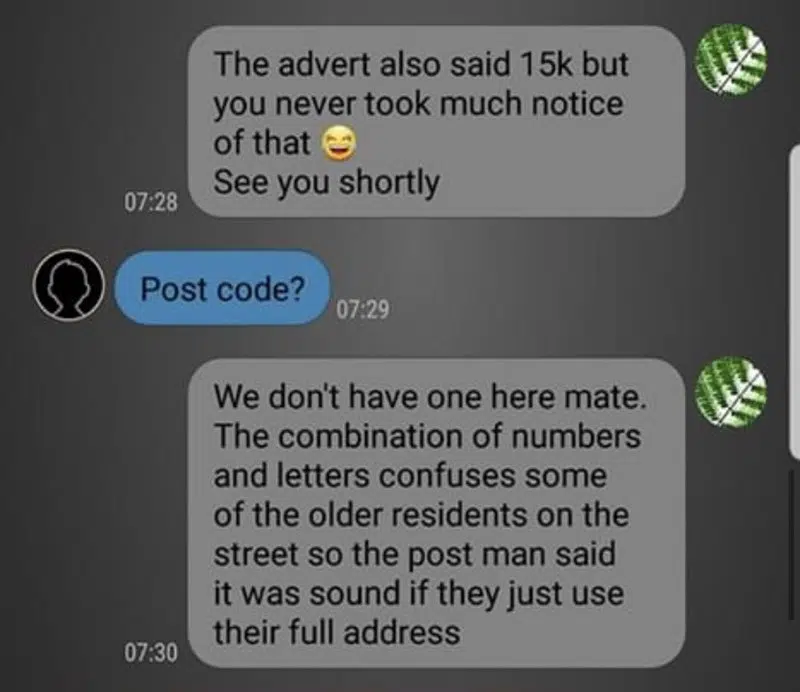 The advert also said 15k but
you never took much notice
of that 😄
See you shortly
07:28
Post code?
07:29
We don't have one here mate.
The combination of numbers
and letters confuses some
of the older residents on the
street so the post man said
it was sound if they just use
their full address
07:30